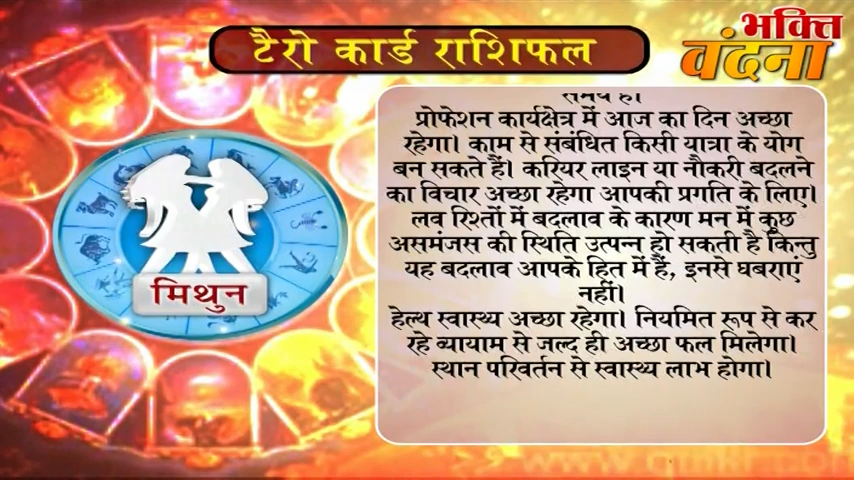 टैरो कार्ड राशिफल
भक्ति
वंदना
समय है।
प्रोफेशन कार्यक्षेत्र में आज का दिन अच्छा
रहेगा। काम से संबंधित किसी यात्रा के योग
बन सकते हैं। करियर लाइन या नौकरी बदलने
का विचार अच्छा रहेगा आपकी प्रगति के लिए।
लव रिश्तों में बदलाव के कारण मन में कुछ
असमंजस की स्थिति उत्पन्न हो सकती है किन्तु
यह बदलाव आपके हित में हैं, इनसे घबराएं
नहीं।
हेल्थ स्वास्थ्य अच्छा रहेगा। नियमित रूप से कर
रहे व्यायाम से जल्द ही अच्छा फल मिलेगा।
स्थान परिवर्तन से स्वास्थ्य लाभ होगा।
मिथुन